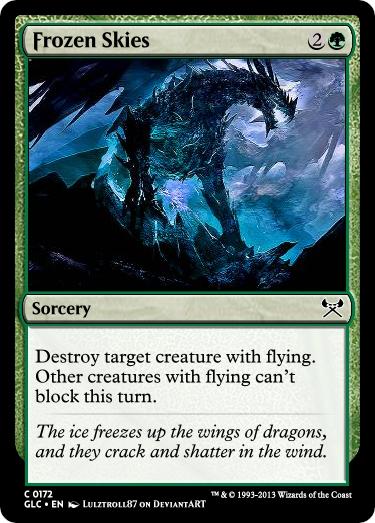 Frozen Skies 2
Sorcery
Destroy target creature with flying.
Other creatures with flying can't
block this turn.
The ice freezes up the wings of dragons,
and they crack and shatter in the wind.
C 0172
GLC • EN Lulztroll87 on DeviantART
™ & © 1993-2013 Wizards of the Coast